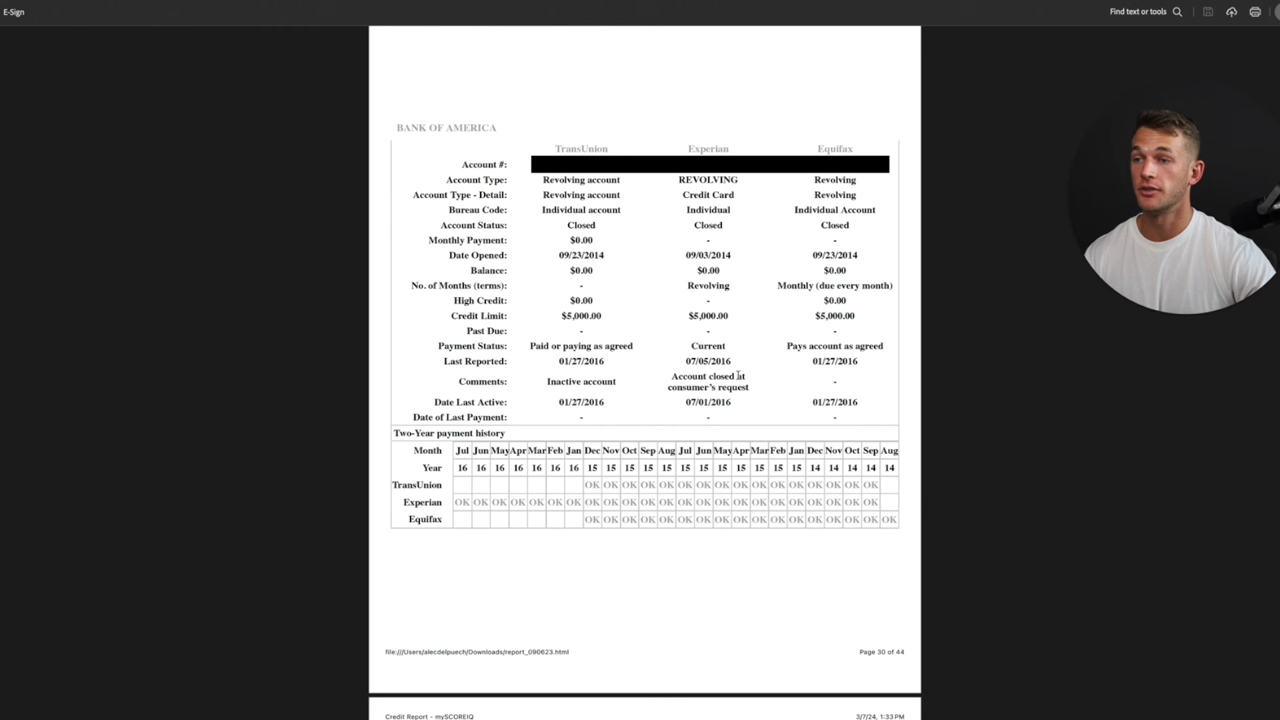 E-Sign
Find text or tools
BANK OF AMERICA
TransUnion Experian Equifax
Account #:
Account Type: Revolving account REVOLVING Revolving
Account Type - Detail: Revolving account Credit Card Revolving
Bureau Code: Individual account Individual Individual Account
Account Status: Closed Closed Closed
Monthly Payment: $0.00 - -
Date Opened: 09/23/2014 09/03/2014 09/23/2014
Balance: $0.00 $0.00 $0.00
No. of Months (terms): - Revolving Monthly (due every month)
High Credit: $0.00 - $0.00
Credit Limit: $5,000.00 $5,000.00 $5,000.00
Past Due: - - -
Payment Status: Paid or paying as agreed Current Pays account as agreed
Last Reported: 01/27/2016 07/05/2016 01/27/2016
Comments: Inactive account Account closed at consumer's request -
Date Last Active: 01/27/2016 07/01/2016 01/27/2016
Date of Last Payment: - - -
Two-Year payment history
Month Jul Jun May Apr Mar Feb Jan Dec Nov Oct Sep Aug Jul Jun May Apr Mar Feb Jan Dec Nov Oct Sep Aug
Year 16 16 16 16 16 16 16 15 15 15 15 15 15 15 15 15 15 15 15 14 14 14 14 14
TransUnion OK OK OK OK OK OK OK OK OK OK OK OK OK OK OK OK
Experian OK OK OK OK OK OK OK OK OK OK OK OK OK OK OK OK OK OK OK OK OK OK OK
Equifax OK OK OK OK OK OK OK OK OK OK OK OK OK OK OK OK OK
file:///Users/alecdelpuech/Downloads/report_090623.html Page 30 of 44
Credit Report - mySCOREIQ 3/7/24, 1:33 PM